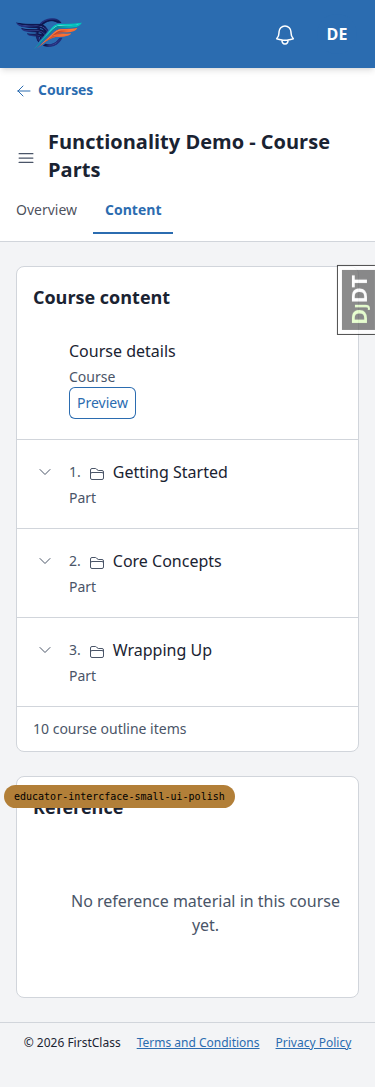 DE
Courses
Functionality Demo - Course
Parts
Overview
Content
DjDT
Course content
Course details
Course
Preview
1. Getting Started
Part
2. Core Concepts
Part
3. Wrapping Up
Part
10 course outline items
educator-intercface-small-ui-polish
Reference
No reference material in this course
yet.
© 2026 FirstClass Terms and Conditions Privacy Policy